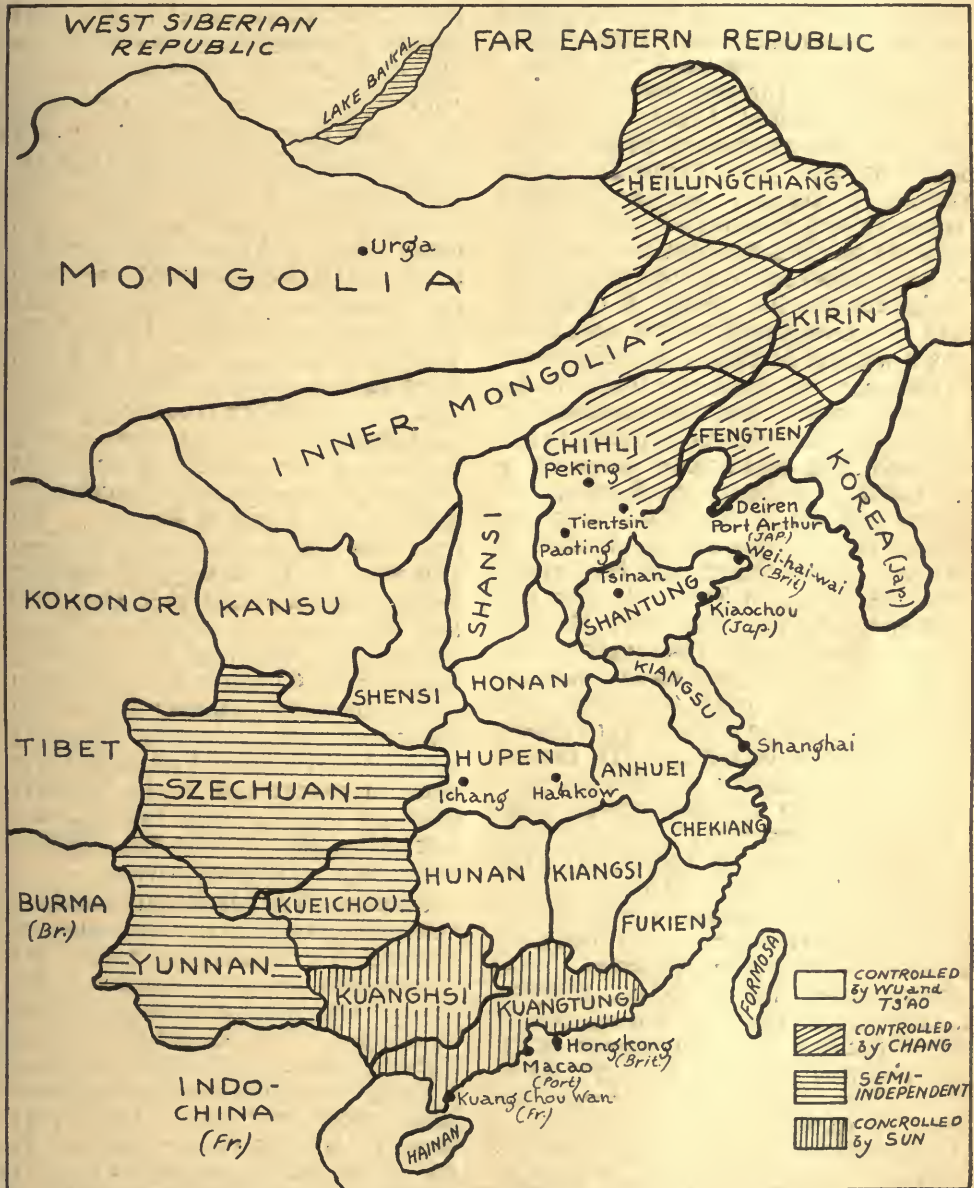 WEST SIBERIAN
REPUBLIC
FAR EASTERN REPUBLIC
LAKE BAIKAL
HEILUNGCHIANG
Urga
MONGOLIA
KIRIN
INNER MONGOLIA
CHIHLI
Peking
FENGTIEN
KOREA (Jap.)
Tientsin
Deiren
Port Arthur
(JAP.)
Paoting
Wei-hai-wai
(Brit)
SHANSI
Tsinan
SHANTUNG
Kiaochou
(Jap.)
KOKONOR
KANSU
SHENSI
HONAN
KIANGSU
TIBET
SZECHUAN
HUPEN
Ichang
Hankow
ANHUEI
Shanghai
CHEKIANG
BURMA
(Br.)
KUEICHOU
HUNAN
KIANGSI
FUKIEN
YUNNAN
KUANGHSI
KUANGTUNG
FORMOSA
Hongkong
(Brit.)
Macao
(Port)
Kuang Chou Wan
(Fr.)
INDO-
CHINA
(Fr.)
HAINAN
CONTROLLED
by WU and
TS'AO
CONTROLLED
by CHANG
SEMI-
INDEPENDENT
CONCROLLED
by SUN